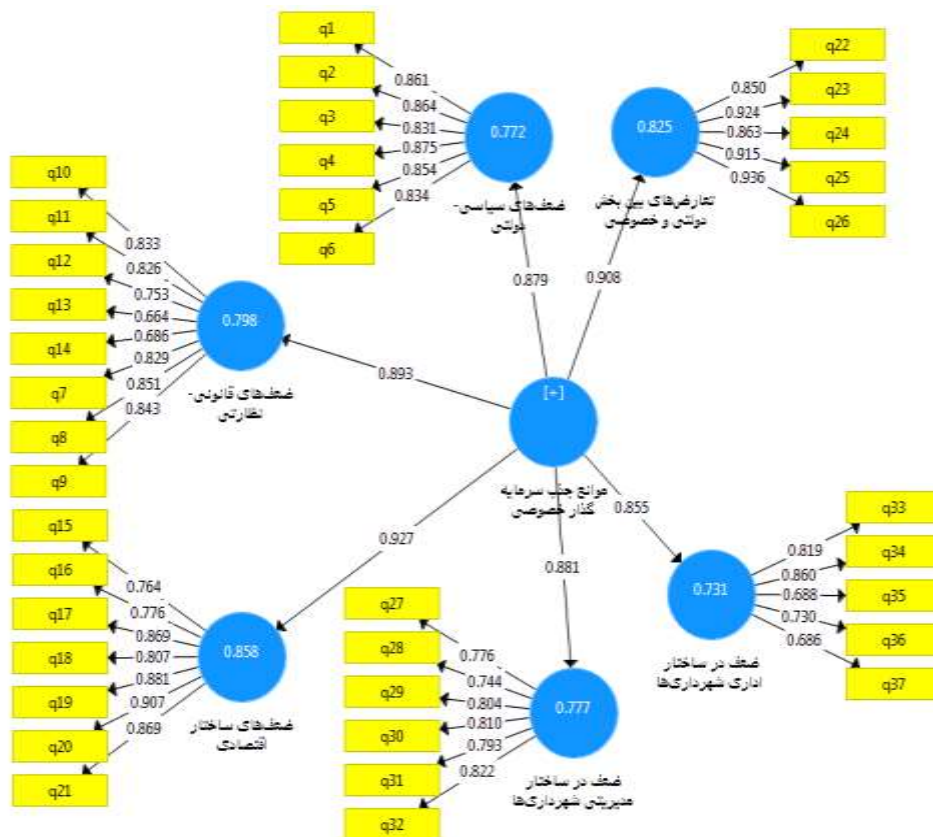 q1
q2
q3
q4
q5
q6
0.861
0.864
0.831
0.875
0.854
0.834
0.772
ضعف‌های سیاسی-
دولتی
q22
q23
q24
q25
q26
0.850
0.924
0.863
0.915
0.936
0.825
تعارض‌های بین بخش
دولتی و خصوصی
q10
q11
q12
q13
q14
q7
q8
q9
0.833
0.826
0.753
0.664
0.686
0.829
0.851
0.843
0.798
ضعف‌های قانونی-
نظارتی
0.879
0.908
0.893
[+]
موانع جذب سرمایه
گذار خصوصی
0.927
0.881
0.855
q15
q16
q17
q18
q19
q20
q21
0.764
0.776
0.869
0.807
0.881
0.907
0.869
0.858
ضعف‌های ساختار
اقتصادی
q27
q28
q29
q30
q31
q32
0.776
0.744
0.804
0.810
0.793
0.822
0.777
ضعف در ساختار
مدیریتی شهرداری‌ها
q33
q34
q35
q36
q37
0.819
0.860
0.688
0.730
0.686
0.731
ضعف در ساختار
اداری شهرداری‌ها